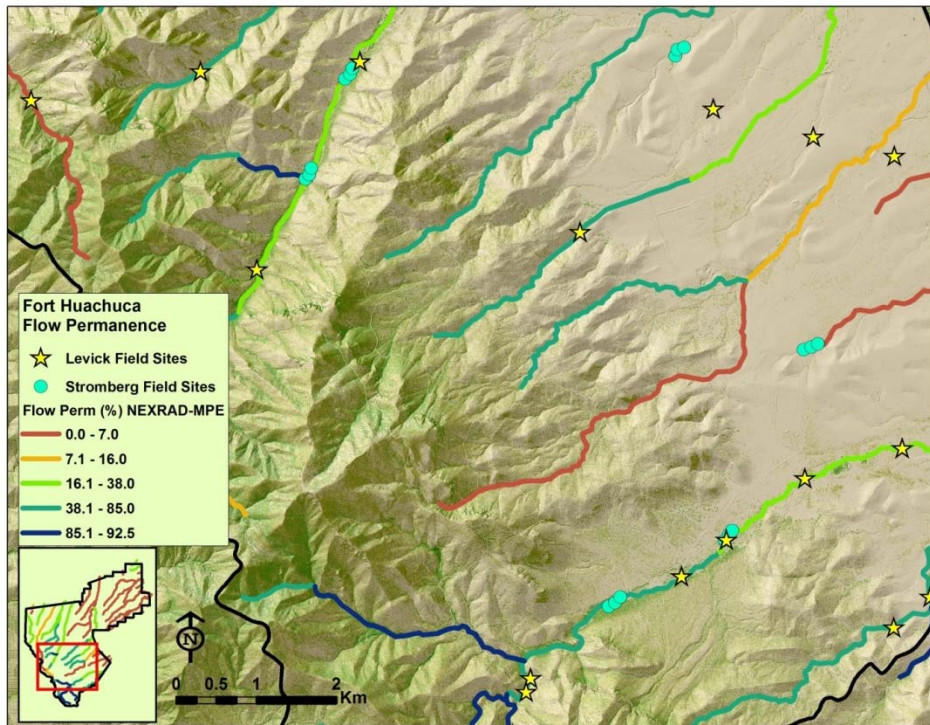 Fort Huachuca
Flow Permanence
Levick Field Sites
Stromberg Field Sites
Flow Perm (%) NEXRAD-MPE
0.0 - 7.0
7.1 - 16.0
16.1 - 38.0
38.1 - 85.0
85.1 - 92.5
N
0 0.5 1 2
Km